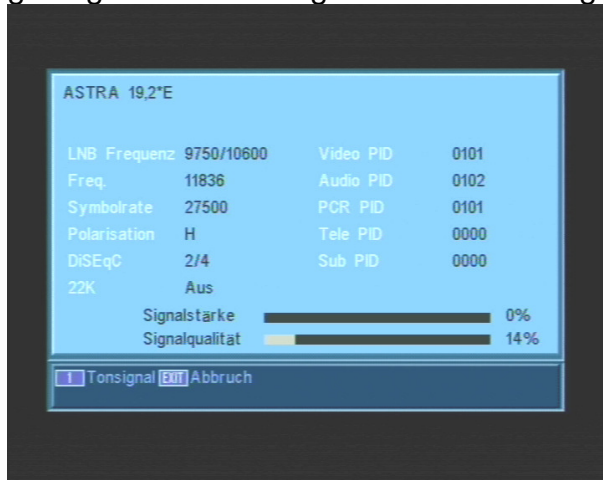 ASTRA 19,2°E
LNB Frequenz 9750/10600 Video PID 0101
Freq. 11836 Audio PID 0102
Symbolrate 27500 PCR PID 0101
Polarisation H Tele PID 0000
DiSEqC 2/4 Sub PID 0000
22K Aus
Signalstärke 0%
Signalqualität 14%
1 Tonsignal EXIT Abbruch